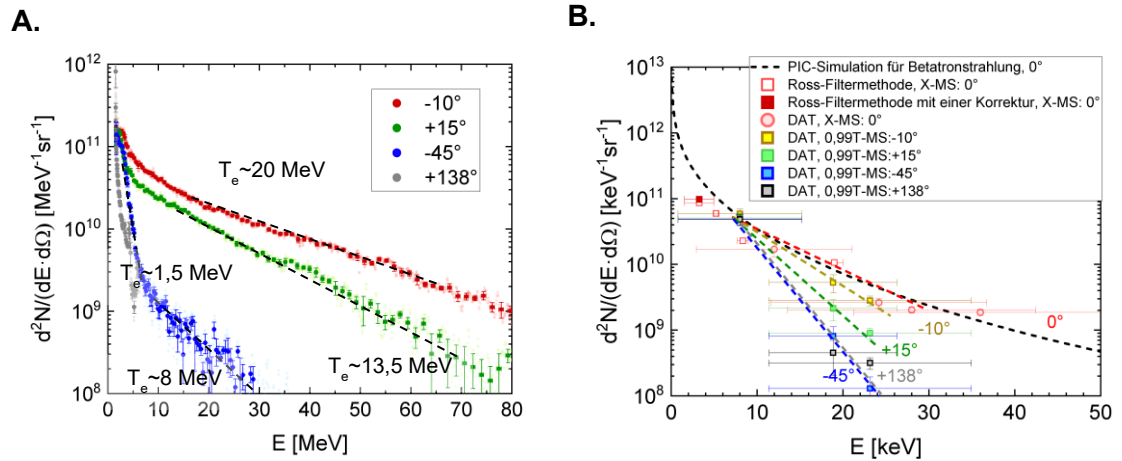 A.
10¹²
10¹¹
10¹⁰
10⁹
10⁸
d²N/(dE·dΩ) [MeV⁻¹sr⁻¹]
-10°
+15°
-45°
+138°
Tₑ~20 MeV
Tₑ~1,5 MeV
Tₑ~8 MeV
Tₑ~13,5 MeV
0 10 20 30 40 50 60 70 80
E [MeV]
B.
10¹³
10¹²
10¹¹
10¹⁰
10⁹
10⁸
d²N/(dE·dΩ) [keV⁻¹sr⁻¹]
PIC-Simulation für Betatronstrahlung, 0°
Ross-Filtermethode, X-MS: 0°
Ross-Filtermethode mit einer Korrektur, X-MS: 0°
DAT, X-MS: 0°
DAT, 0,99T-MS:-10°
DAT, 0,99T-MS:+15°
DAT, 0,99T-MS:-45°
DAT, 0,99T-MS:+138°
0°
-10°
+15°
-45°
+138°
0 10 20 30 40 50
E [keV]